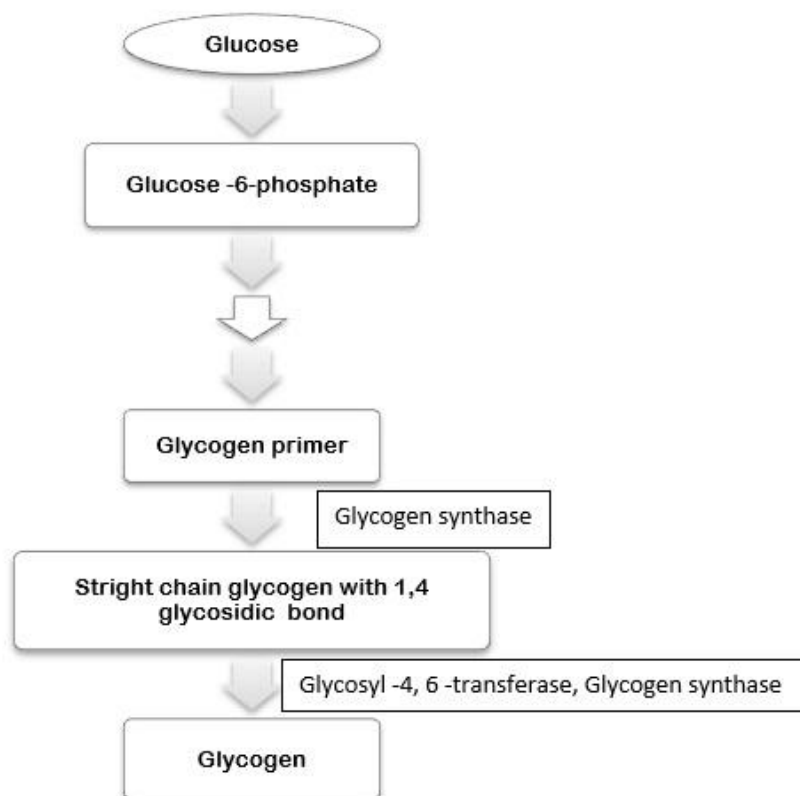 Glucose
Glucose -6-phosphate
Glycogen primer
Glycogen synthase
Stright chain glycogen with 1,4
glycosidic bond
Glycosyl -4, 6 -transferase, Glycogen synthase
Glycogen